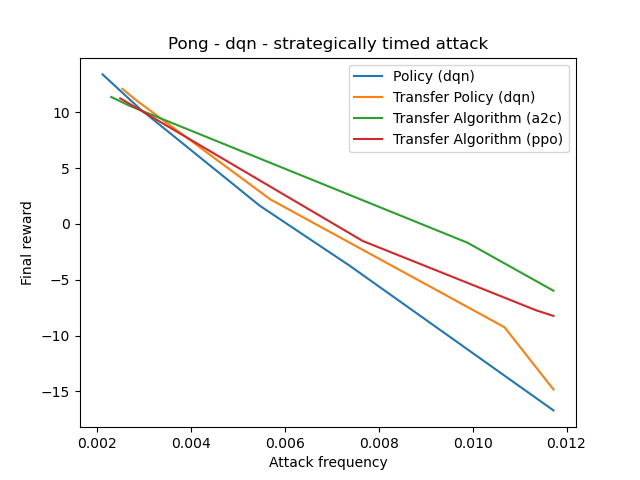 Pong - dqn - strategically timed attack
Policy (dqn)
Transfer Policy (dqn)
Transfer Algorithm (a2c)
Transfer Algorithm (ppo)
Final reward
10
5
0
−5
−10
−15
0.002
0.004
0.006
0.008
0.010
0.012
Attack frequency